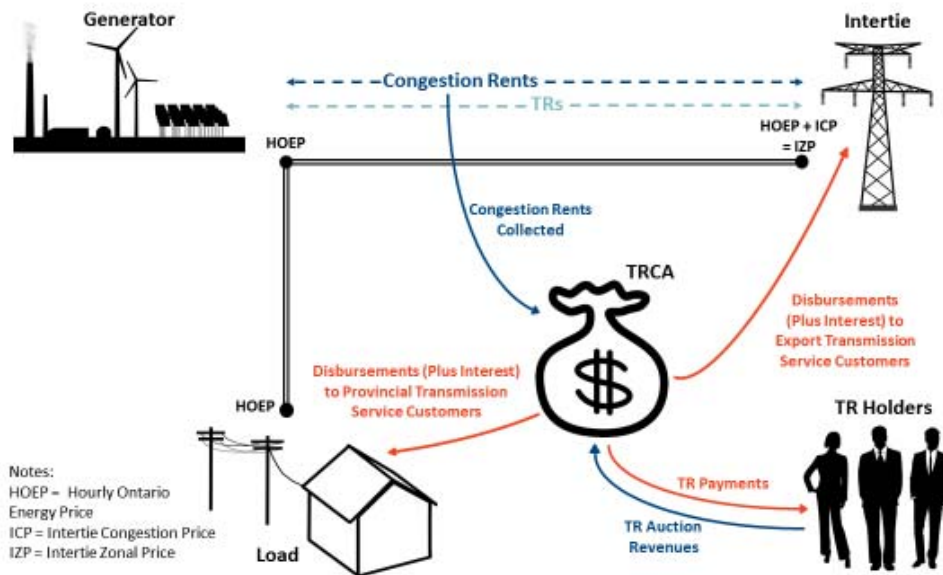 Generator
Intertie
Congestion Rents
TRs
HOEP
HOEP + ICP
= IZP
Congestion Rents
Collected
TRCA
Disbursements
(Plus Interest) to
Export Transmission
Service Customers
Disbursements (Plus Interest)
to Provincial Transmission
Service Customers
HOEP
TR Holders
TR Payments
TR Auction
Revenues
Load
Notes:
HOEP = Hourly Ontario
Energy Price
ICP = Intertie Congestion Price
IZP = Intertie Zonal Price